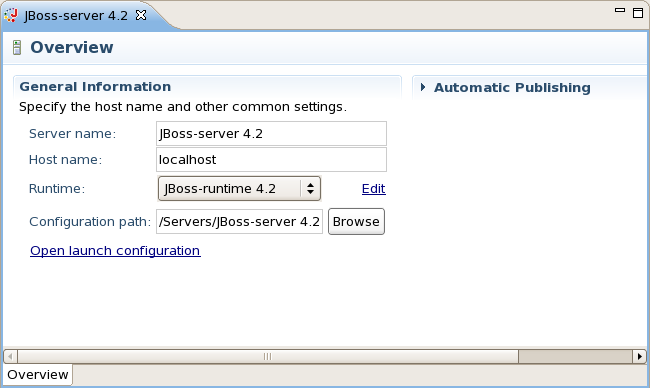 JBoss-server 4.2
Overview
General Information
Automatic Publishing
Specify the host name and other common settings.
Server name: JBoss-server 4.2
Host name: localhost
Runtime: JBoss-runtime 4.2 Edit
Configuration path: /Servers/JBoss-server 4.2 Browse
Open launch configuration
Overview